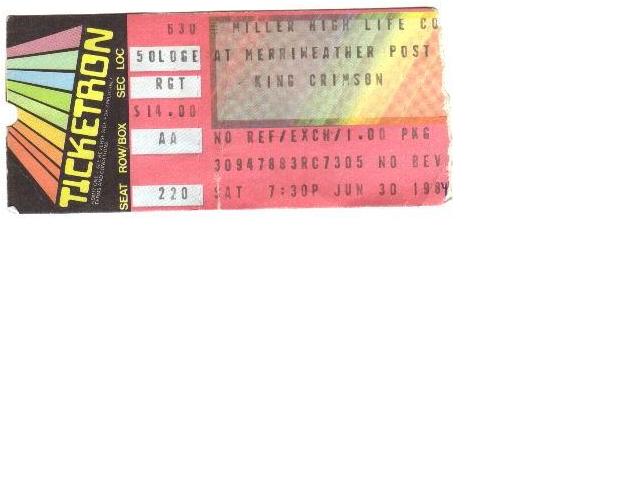 TICKETRON
SEAT ROW/BOX SEC LOC
630 MILLER HIGH LIFE CO
50LOGE AT MERRIWEATHER POST
RGT KING CRIMSON
$14.00
AA NO REF/EXCH/1.00 PKG
30947883RC7305 NO BEV
220 SAT 7:30P JUN 30 1984